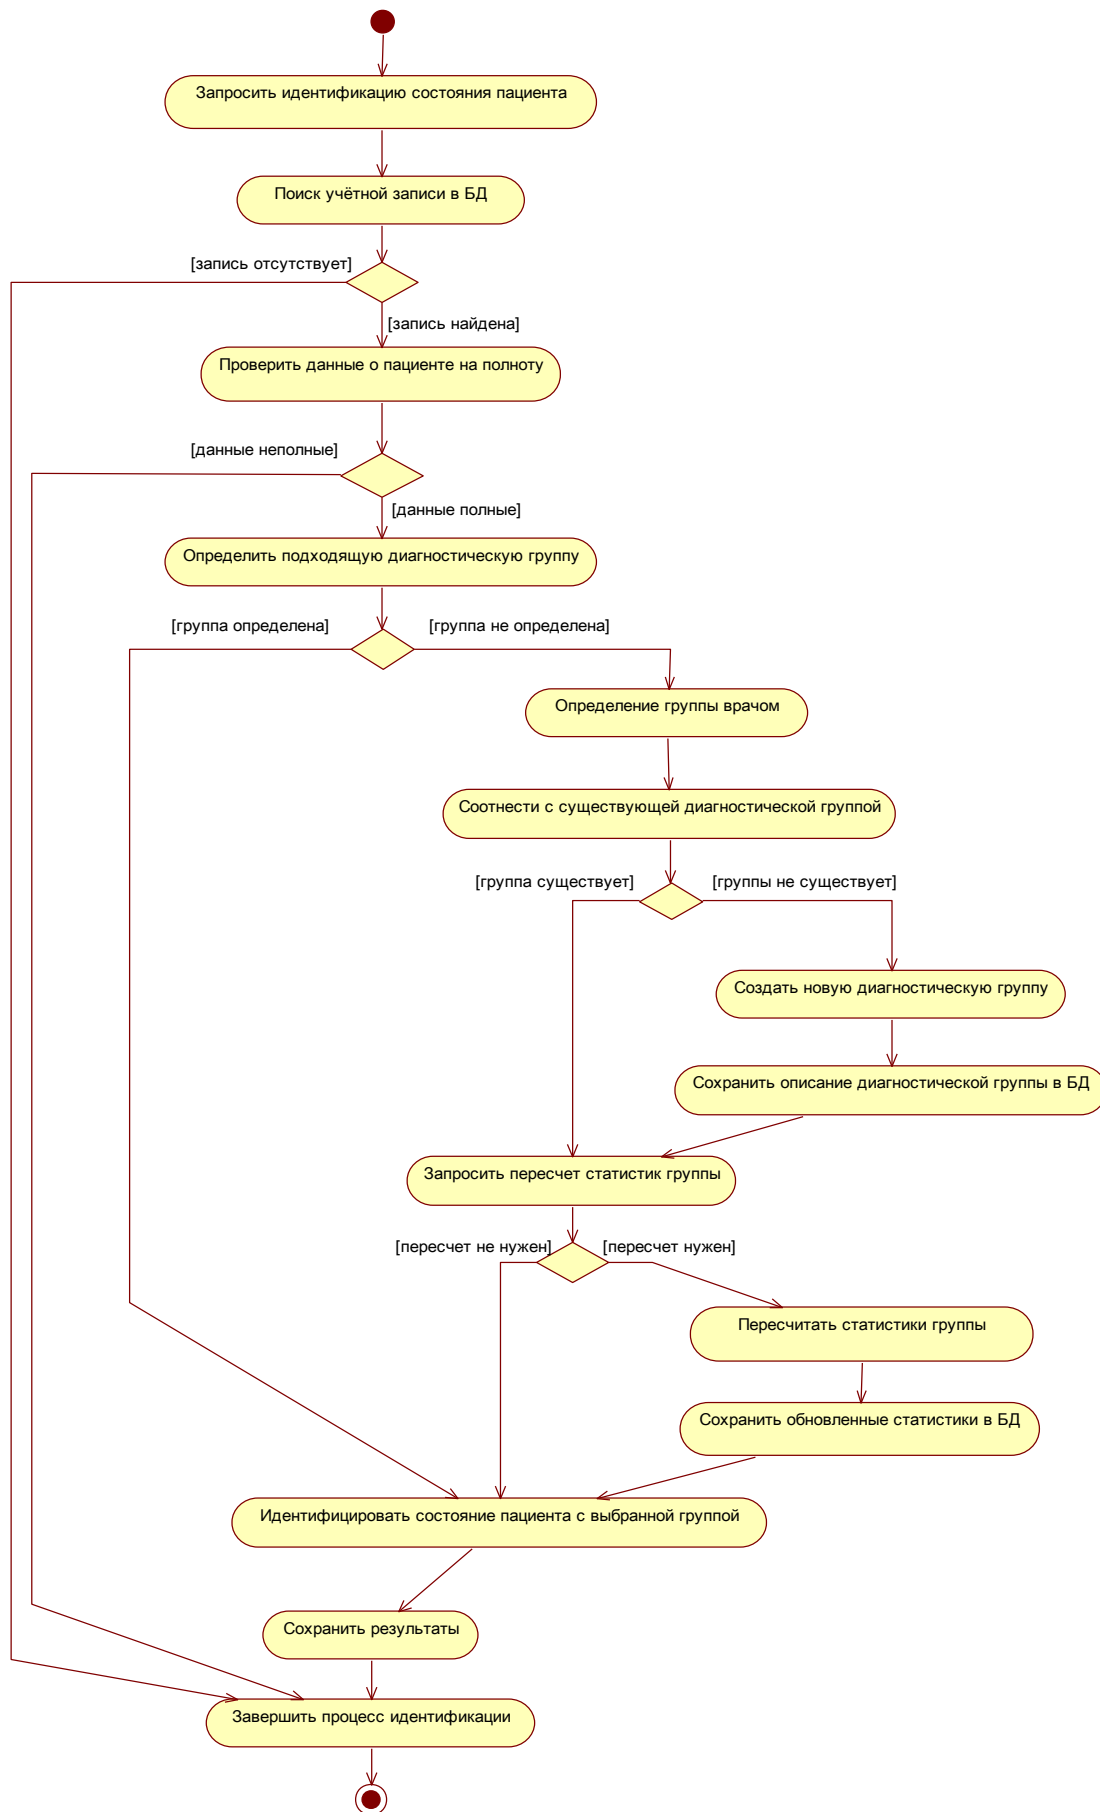 Запросить идентификацию состояния пациента
Поиск учётной записи в БД
[запись отсутствует]
[запись найдена]
Проверить данные о пациенте на полноту
[данные неполные]
[данные полные]
Определить подходящую диагностическую группу
[группа определена]
[группа не определена]
Определение группы врачом
Соотнести с существующей диагностической группой
[группа существует]
[группы не существует]
Создать новую диагностическую группу
Сохранить описание диагностической группы в БД
Запросить пересчет статистик группы
[пересчет не нужен]
[пересчет нужен]
Пересчитать статистики группы
Сохранить обновленные статистики в БД
Идентифицировать состояние пациента с выбранной группой
Сохранить результаты
Завершить процесс идентификации